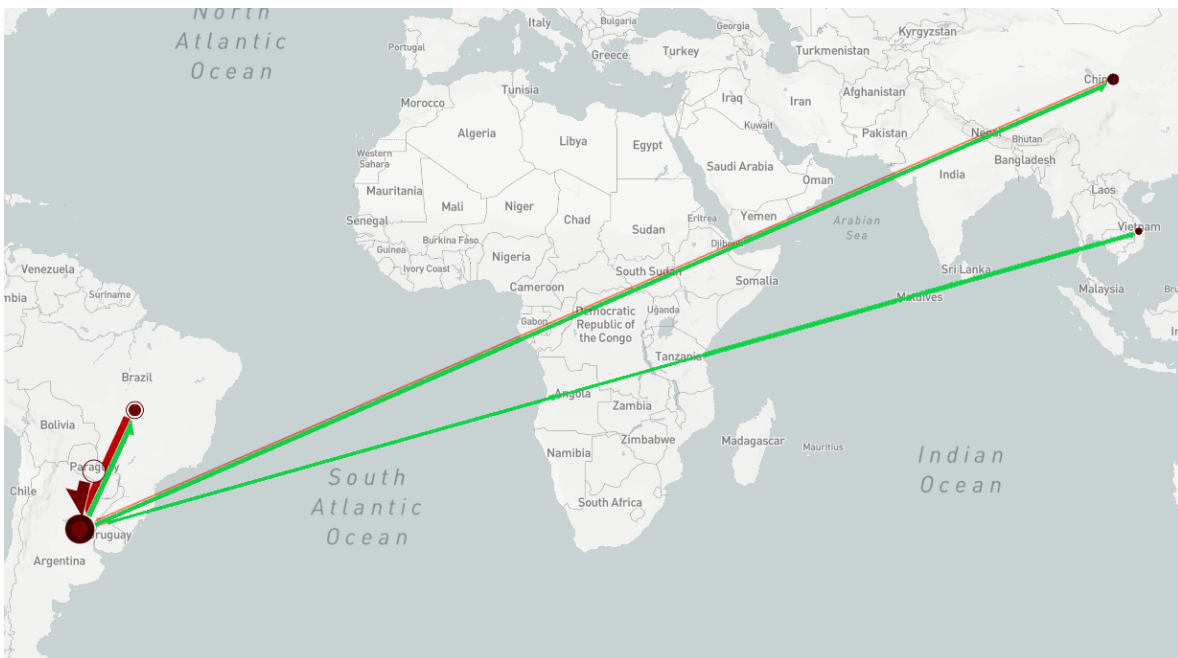 North
Atlantic
Ocean
Portugal
Italy
Bulgaria
Greece
Turkey
Georgia
Turkmenistan
Kyrgyzstan
Morocco
Tunisia
Algeria
Libya
Egypt
Iraq
Iran
Kuwait
Afghanistan
Pakistan
Nepal
Bhutan
Bangladesh
China
Western
Sahara
Mauritania
Mali
Niger
Chad
Sudan
Eritrea
Saudi Arabia
Oman
Yemen
Arabian
Sea
India
Laos
Vietnam
Senegal
Guinea
Burkina Faso
Ivory Coast
Nigeria
Cameroon
South Sudan
Djibouti
Somalia
Sri Lanka
Maldives
Malaysia
Bru
In
Venezuela
mbia
Suriname
Gabon
Democratic
Republic of
the Congo
Uganda
Tanzania
Brazil
Bolivia
Paraguay
Chile
Uruguay
Argentina
Angola
Zambia
Zimbabwe
Namibia
South Africa
Madagascar
Mauritius
South
Atlantic
Ocean
Indian
Ocean